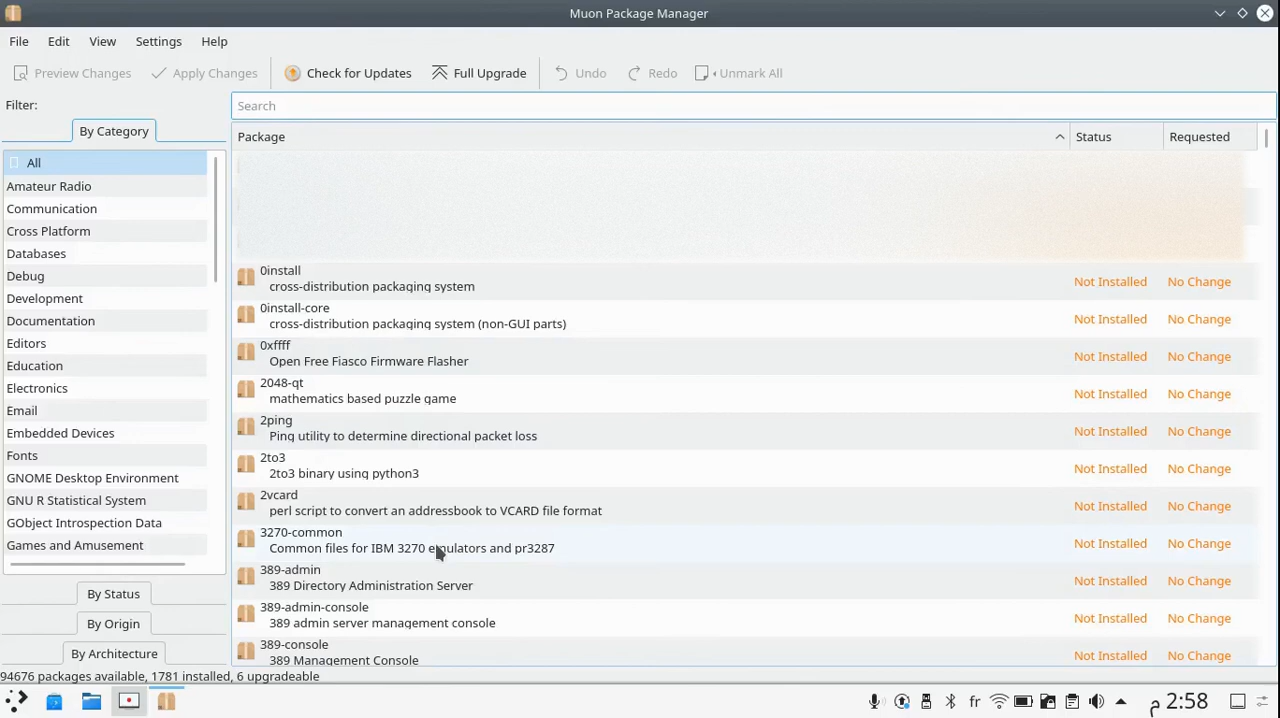 Muon Package Manager
File Edit View Settings Help
Preview Changes Apply Changes Check for Updates Full Upgrade Undo Redo Unmark All
Filter:
Search
By Category
Package Status Requested
All
Amateur Radio
Communication
Cross Platform
Databases
Debug
Development
Documentation
Editors
Education
Electronics
Email
Embedded Devices
Fonts
GNOME Desktop Environment
GNU R Statistical System
GObject Introspection Data
Games and Amusement
By Status
By Origin
By Architecture
0install
cross-distribution packaging system
Not Installed No Change
0install-core
cross-distribution packaging system (non-GUI parts)
Not Installed No Change
0xffff
Open Free Fiasco Firmware Flasher
Not Installed No Change
2048-qt
mathematics based puzzle game
Not Installed No Change
2ping
Ping utility to determine directional packet loss
Not Installed No Change
2to3
2to3 binary using python3
Not Installed No Change
2vcard
perl script to convert an addressbook to VCARD file format
Not Installed No Change
3270-common
Common files for IBM 3270 emulators and pr3287
Not Installed No Change
389-admin
389 Directory Administration Server
Not Installed No Change
389-admin-console
389 admin server management console
Not Installed No Change
389-console
389 Management Console
Not Installed No Change
94676 packages available, 1781 installed, 6 upgradeable
fr 2:58 م